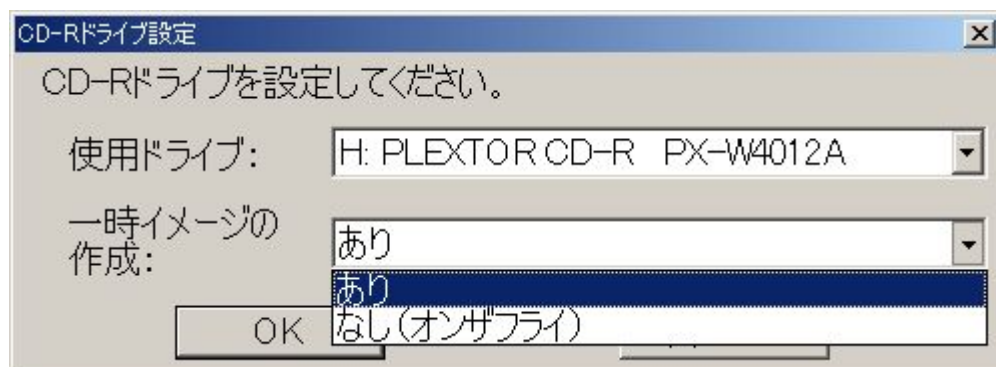 CD-Rドライブ設定
CD-Rドライブを設定してください。
使用ドライブ:
H: PLEXTOR CD-R PX-W4012A
一時イメージの
作成:
あり
あり
なし(オンザフライ)
OK